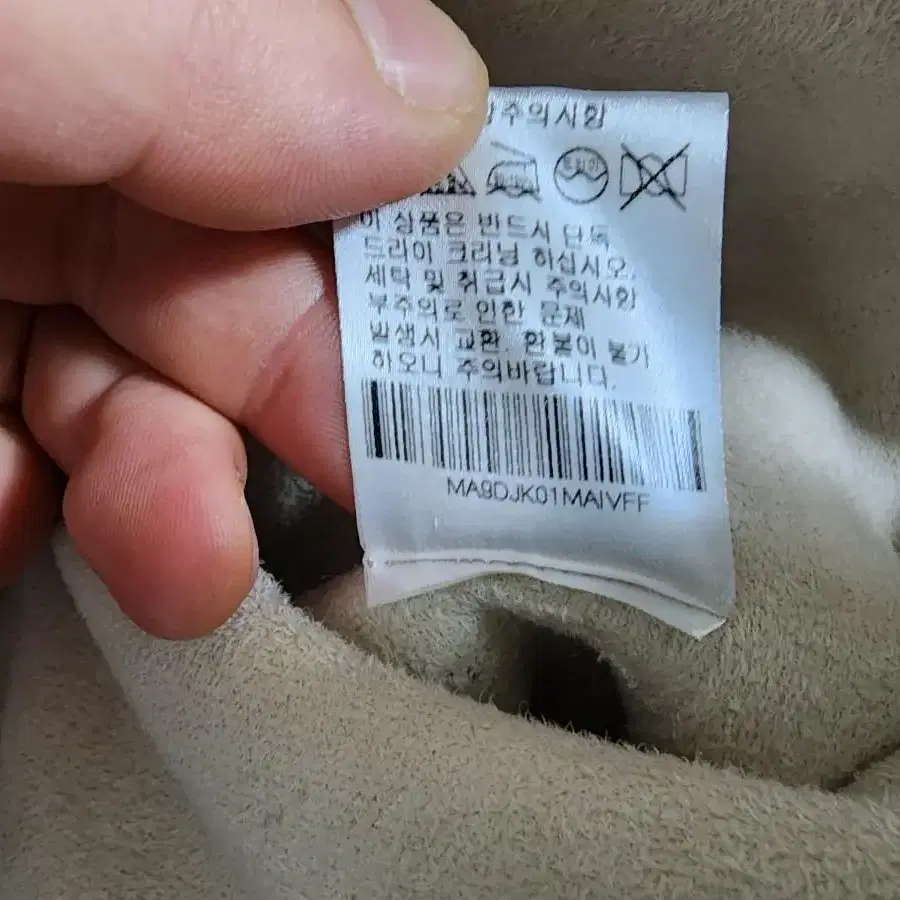 주의사항
드라이
이 상품은 반드시 단독
드라이 크리닝 하십시오.
세탁 및 취급시 주의사항
부주의로 인한 문제
발생시 교환. 환불이 불가
하오니 주의바랍니다.
MA9DJK01MAIVFF